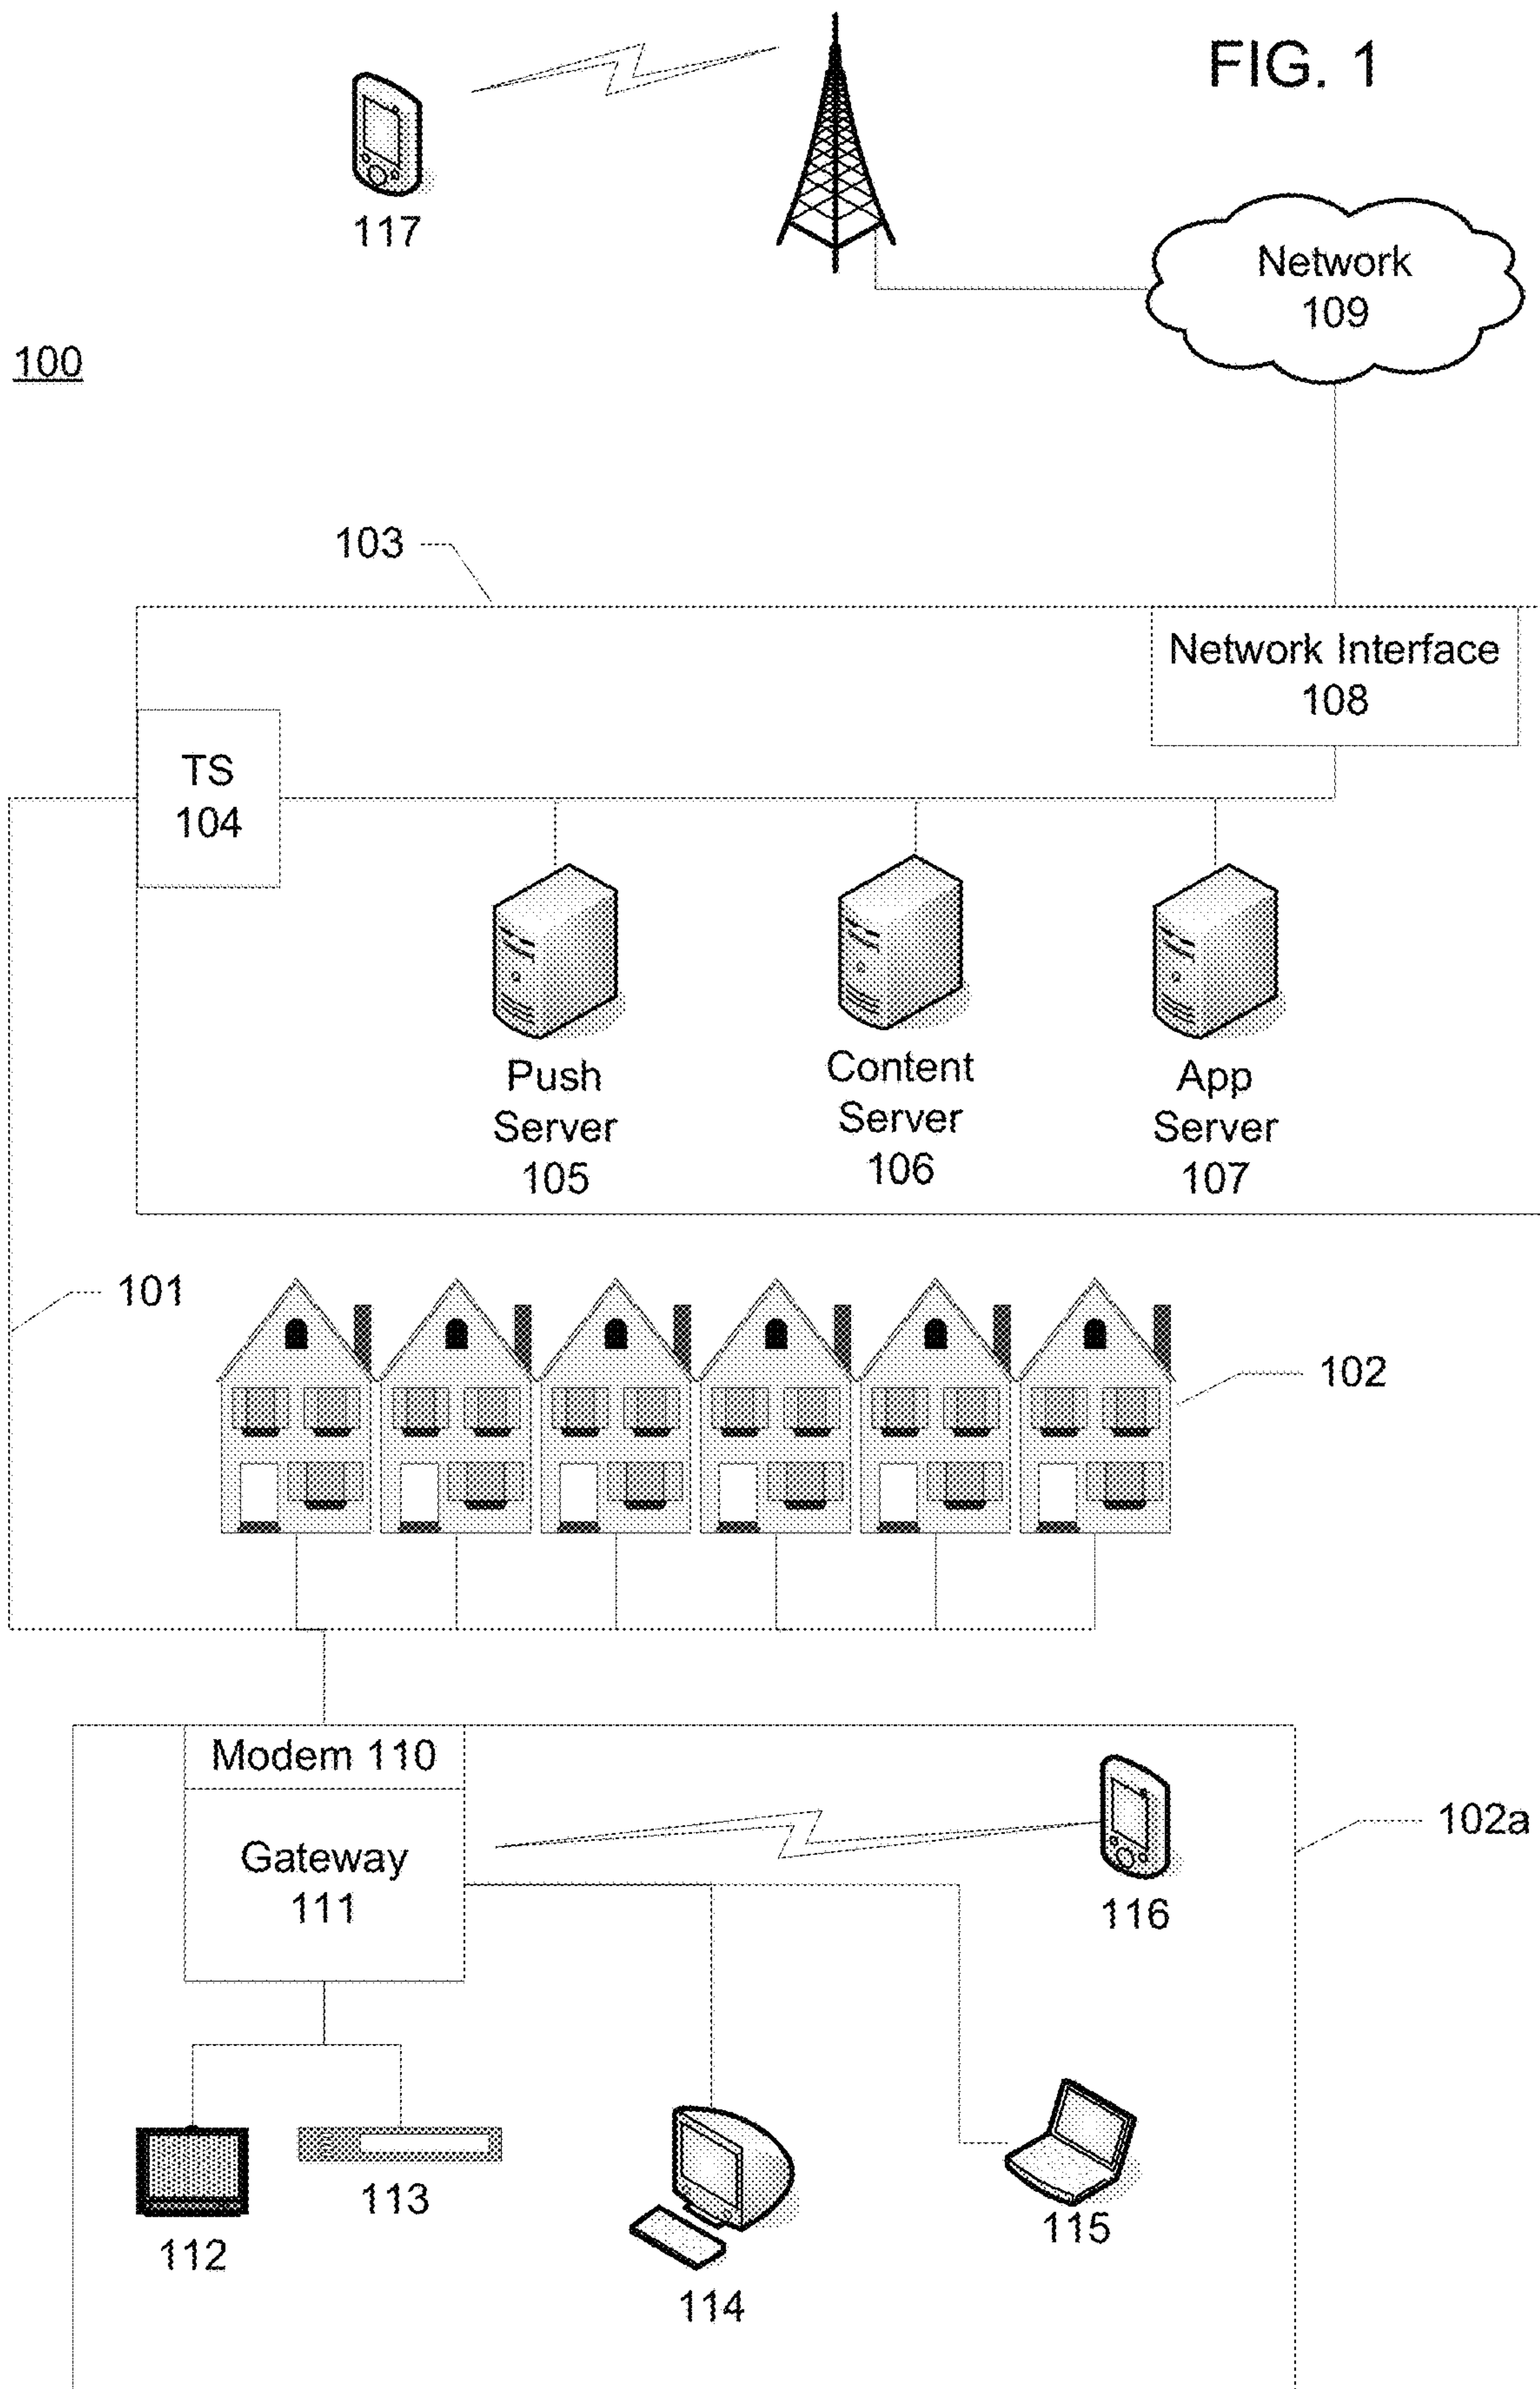 FIG. 1
117
Network
109
100
103
Network Interface
108
TS
104
Push
Server
105
Content
Server
106
App
Server
107
101
102
Modem 110
Gateway
111
102a
116
112
113
114
115